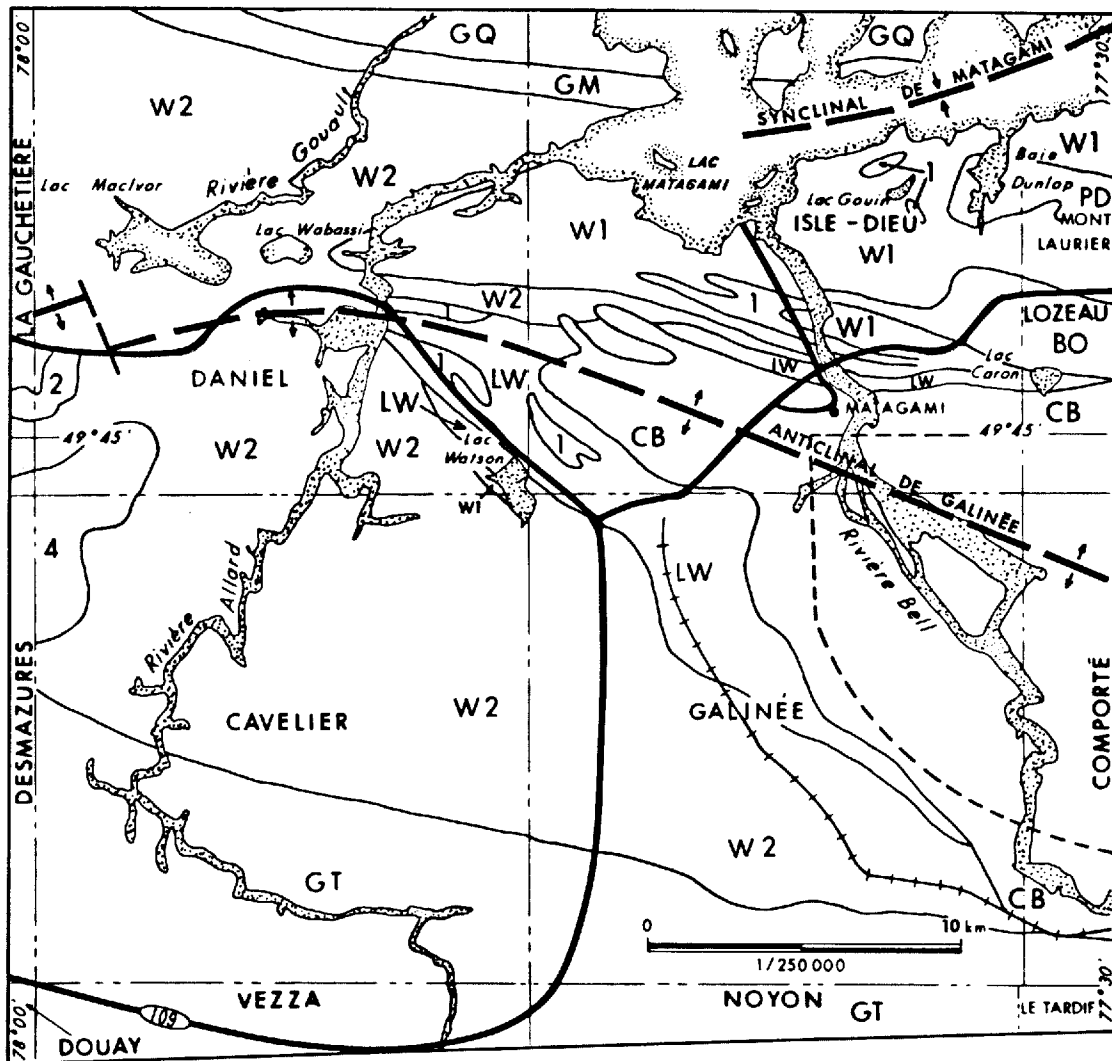 78°00'
GQ
GQ
77°30'
SYNCLINAL DE MATAGAMI
GM
W2
Rivière Gouault
Lac MacIvor
W2
LAC
MATAGAMI
1
W1
Baie
Dunlop
Lac Gouin
ISLE-DIEU
PD
MONT
LAURIER
Lac Wabassi
W1
W1
LA GAUCHETIÈRE
W2
1
1
W1
LOZEAU
BO
2
DANIEL
1
LW
LW
LW
Lac
Caron
LW
MATAGAMI
CB
CB
49°45'
49°45'
W2
W2
Lac
Watson
1
ANTICLINAL DE GALINÉE
W1
4
Rivière Allard
LW
Rivière Bell
DESMAZURES
CAVELIER
W2
GALINÉE
COMPORTÉ
W2
GT
CB
0 10 km
1/250 000
VEZZA
NOYON
GT
LE TARDIF
109
78°00'
DOUAY
77°30'